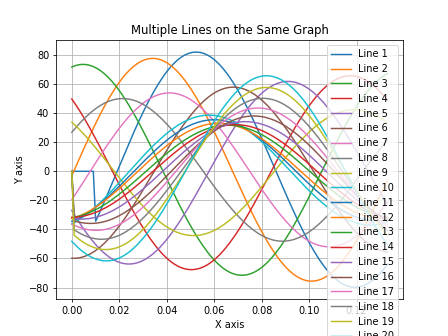 Multiple Lines on the Same Graph
Y axis
80
60
40
20
0
−20
−40
−60
−80
0.00
0.02
0.04
0.06
0.08
0.10
X axis
Line 1
Line 2
Line 3
Line 4
Line 5
Line 6
Line 7
Line 8
Line 9
Line 10
Line 11
Line 12
Line 13
Line 14
Line 15
Line 16
Line 17
Line 18
Line 19
Line 20